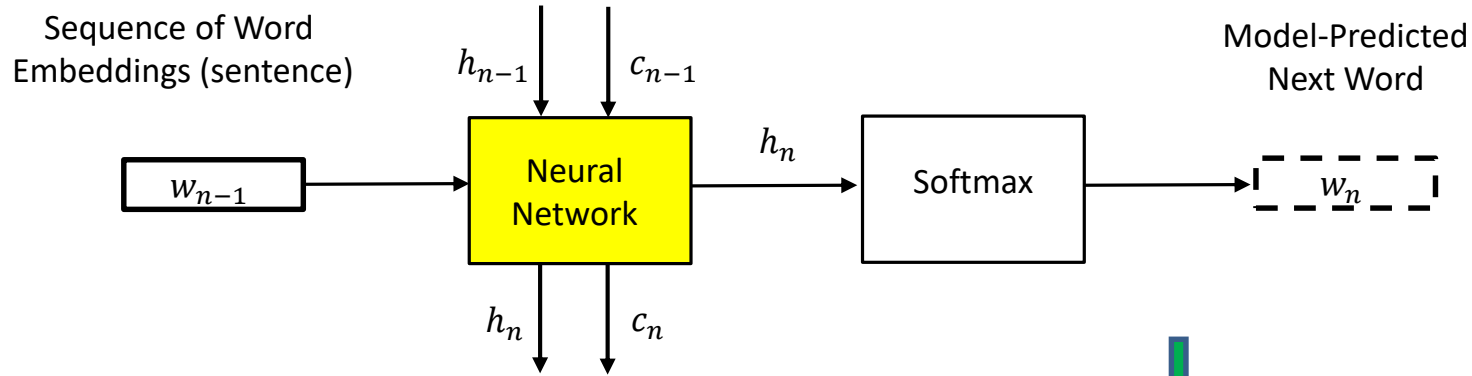 Sequence of Word
Embeddings (sentence)
h_{n−1}
c_{n−1}
Model-Predicted
Next Word
w_{n−1}
Neural
Network
h_n
Softmax
w_n
h_n
c_n